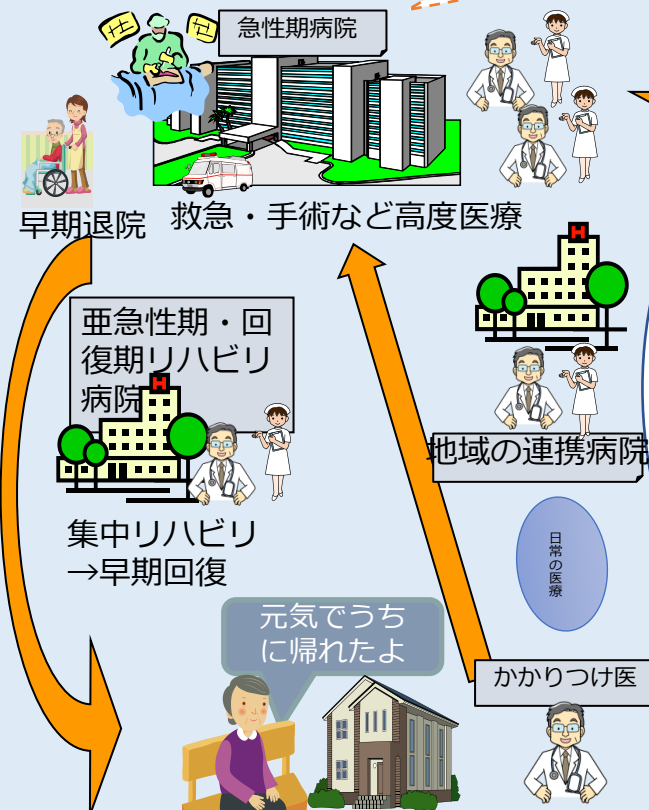 急性期病院
早期退院
救急・手術など高度医療
亜急性期・回
復期リハビリ
病院
H
H
地域の連携病院
集中リハビリ
→早期回復
日常の医療
元気でうち
に帰れたよ
かかりつけ医